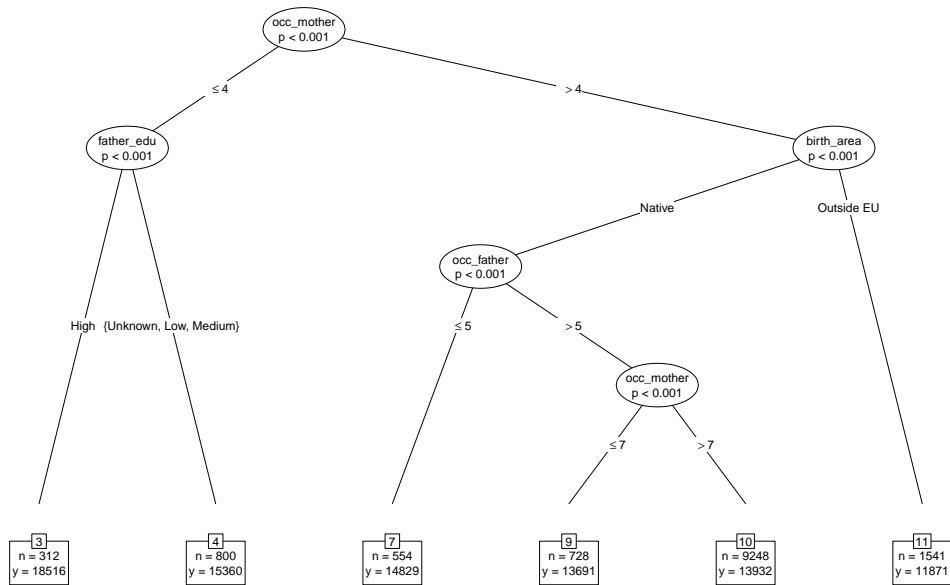 occ_mother
p < 0.001
≤ 4
> 4
father_edu
p < 0.001
birth_area
p < 0.001
Native
Outside EU
occ_father
p < 0.001
High
{Unknown, Low, Medium}
≤ 5
> 5
occ_mother
p < 0.001
≤ 7
> 7
3
n = 312
y = 18516
4
n = 800
y = 15360
7
n = 554
y = 14829
9
n = 728
y = 13691
10
n = 9248
y = 13932
11
n = 1541
y = 11871